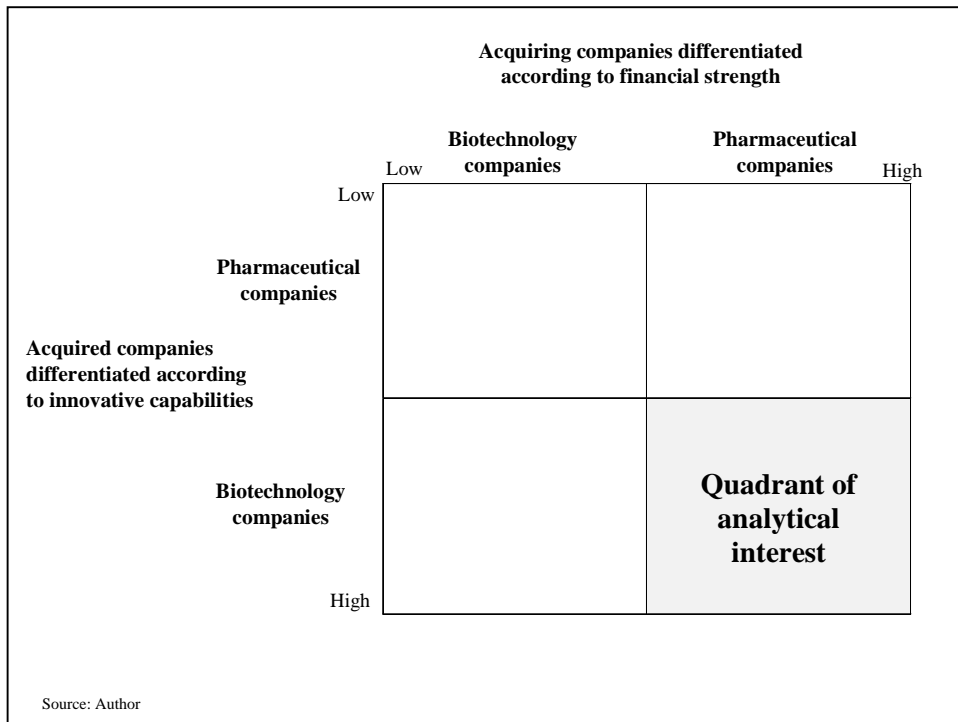 Acquiring companies differentiated
according to financial strength
Biotechnology
companies
Pharmaceutical
companies
Low
High
Low
Pharmaceutical
companies
Acquired companies
differentiated according
to innovative capabilities
Biotechnology
companies
Quadrant of
analytical
interest
High
Source: Author